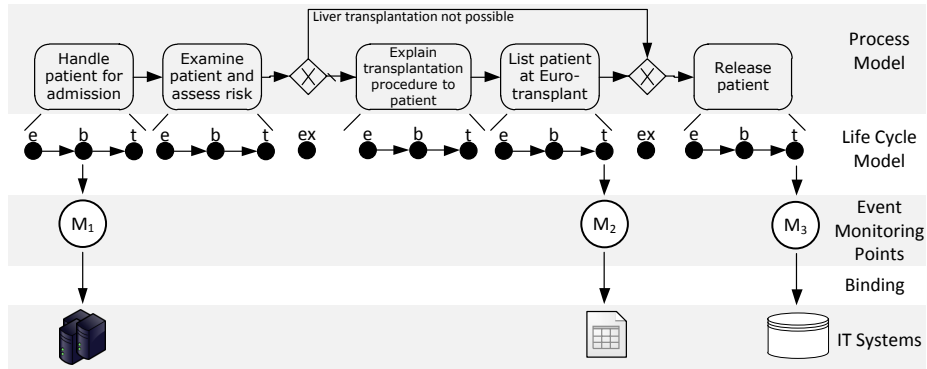 Liver transplantation not possible
Handle
patient for
admission
Examine
patient and
assess risk
X
Explain
transplantation
procedure to
patient
List patient
at Euro-
transplant
X
Release
patient
Process
Model
e b t e b t ex e b t e b t ex e b t
Life Cycle
Model
M1 M2 M3
Event
Monitoring
Points
Binding
IT Systems